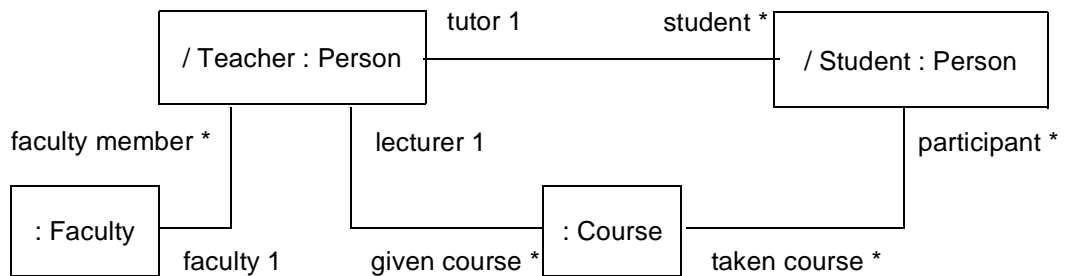 tutor 1
student *
/ Teacher : Person
/ Student : Person
faculty member *
lecturer 1
participant *
: Faculty
: Course
faculty 1
given course *
taken course *